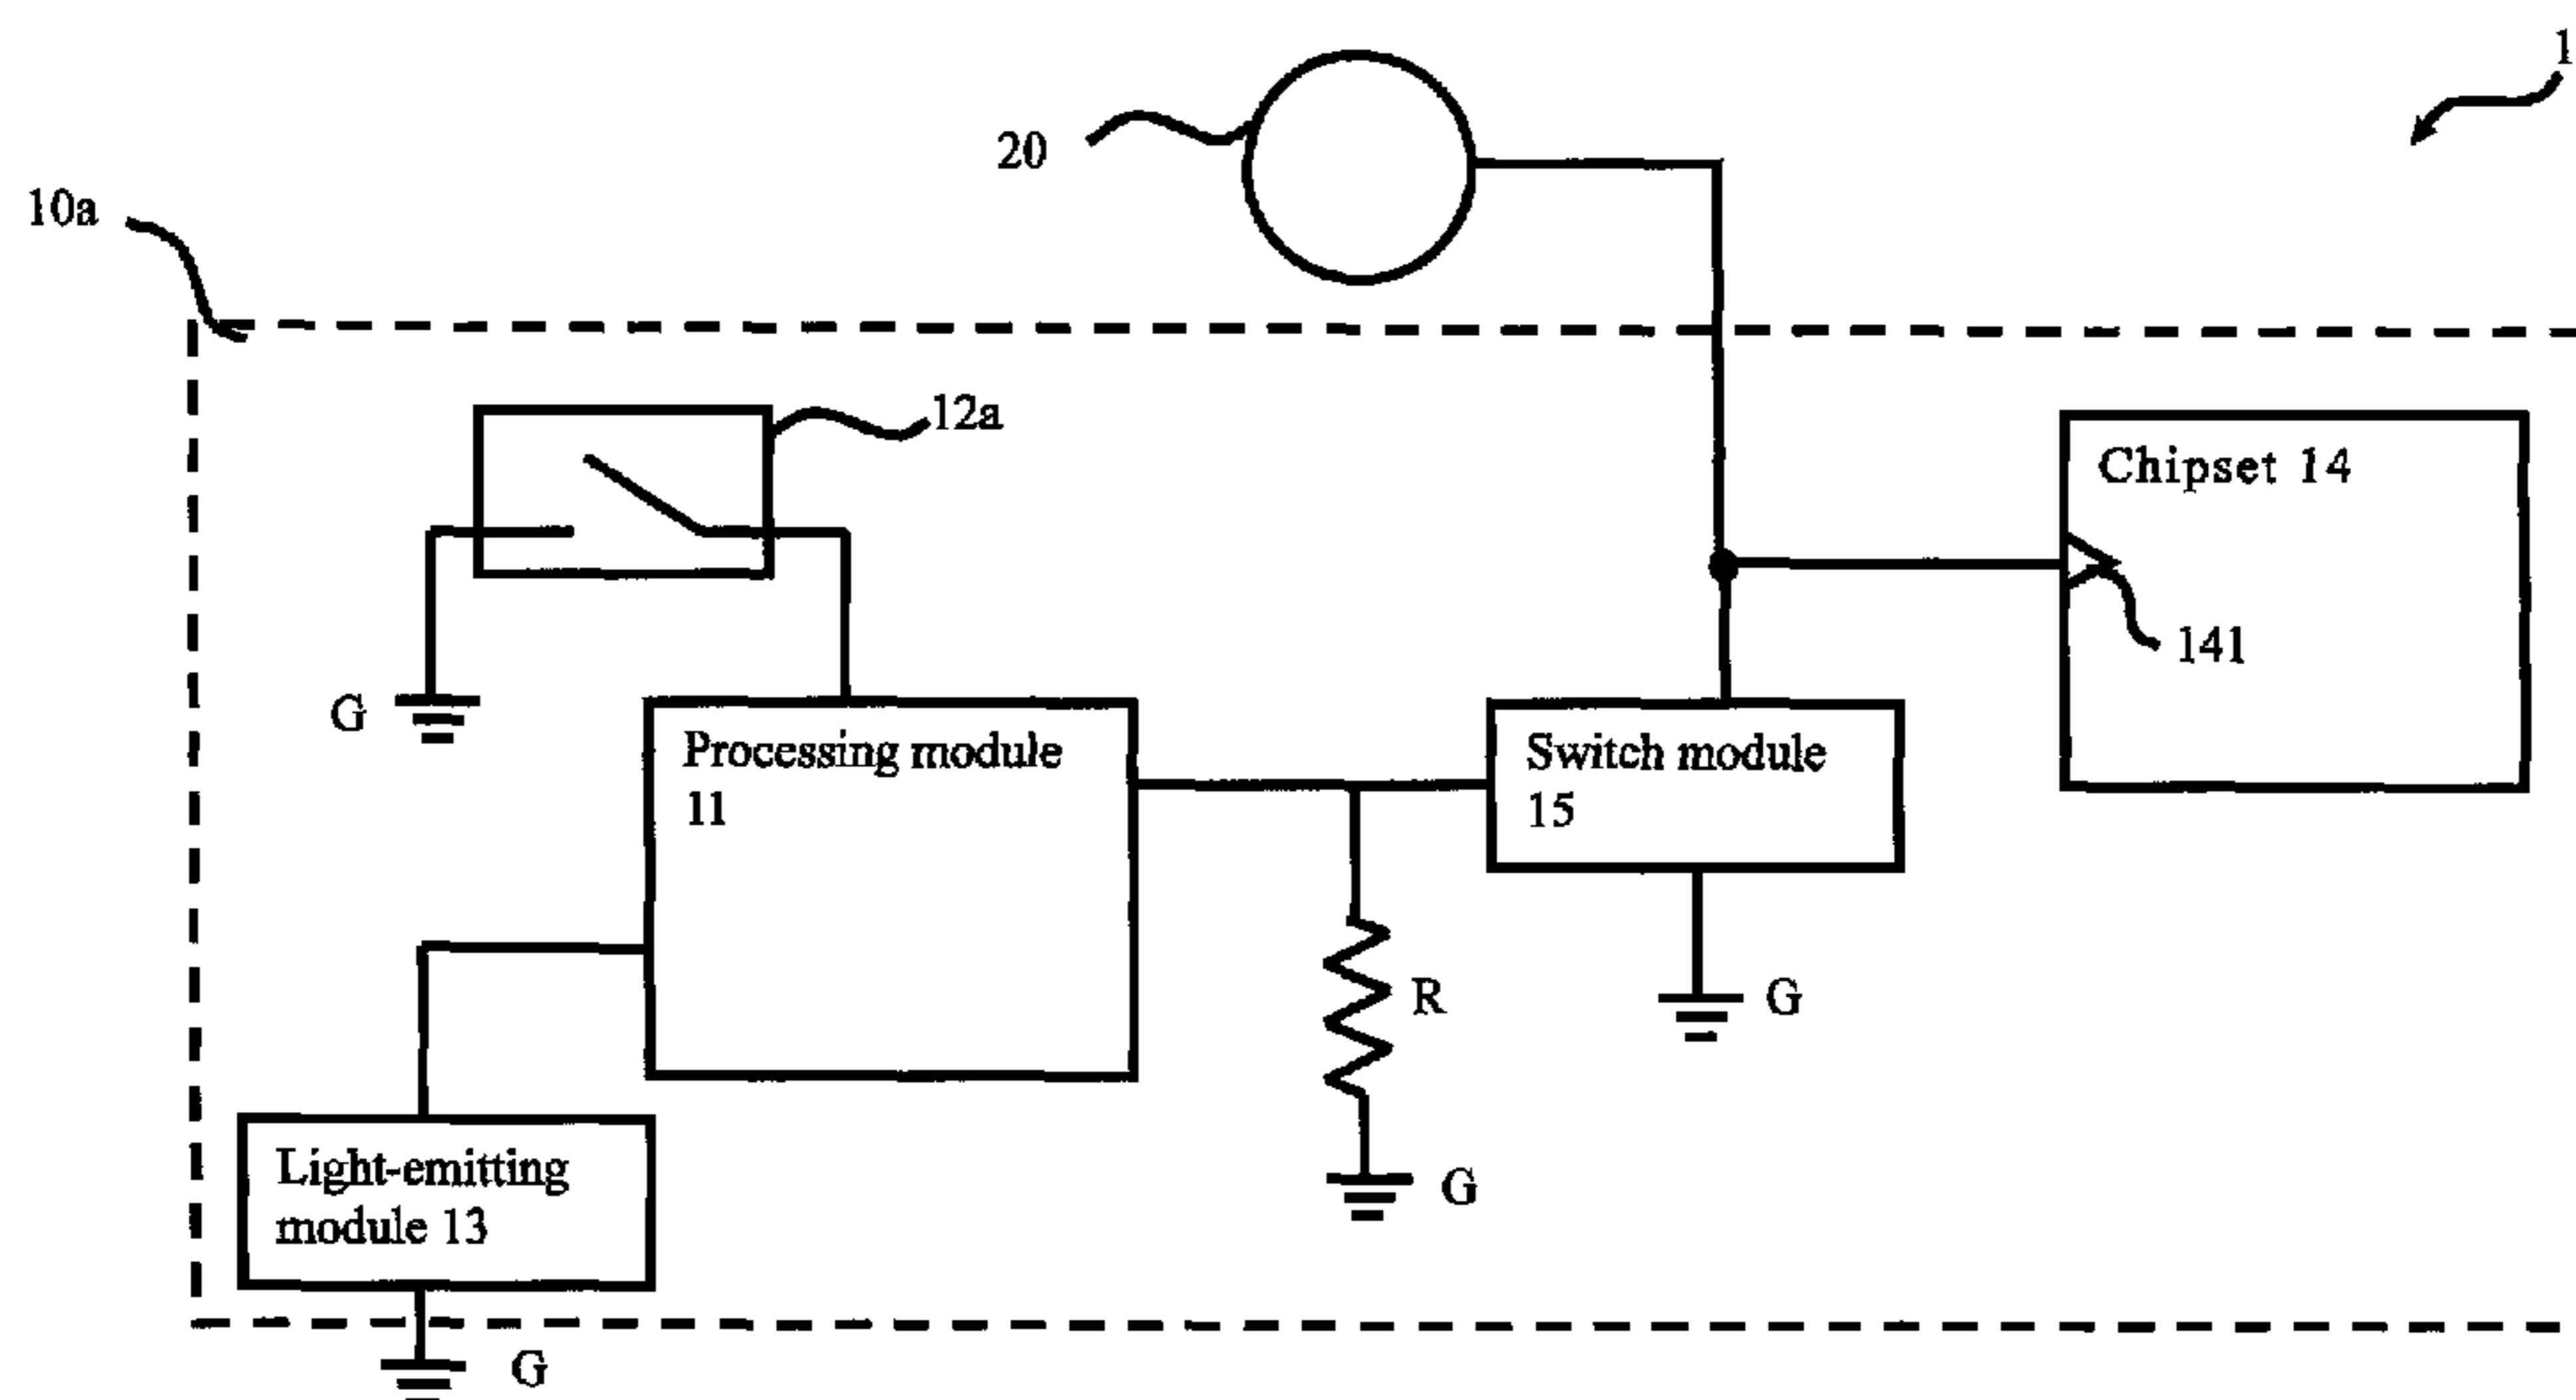 1
20
10a
12a
Chipset 14
141
G
Processing module
11
Switch module
15
R
G
Light-emitting
module 13
G
G